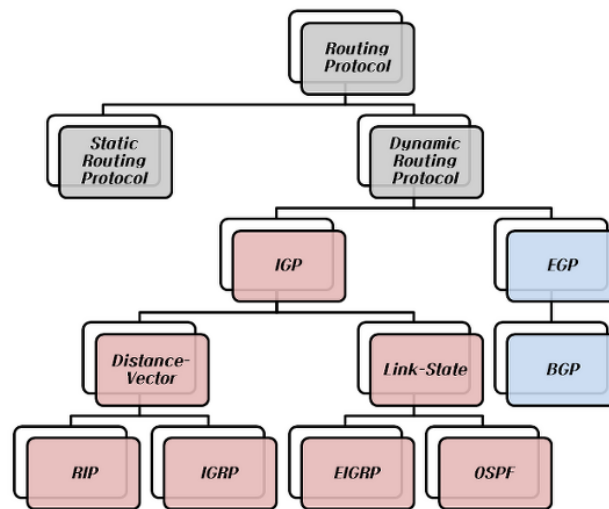 Routing
Protocol
Static
Routing
Protocol
Dynamic
Routing
Protocol
IGP
EGP
Distance-
Vector
Link-State
BGP
RIP
IGRP
EIGRP
OSPF